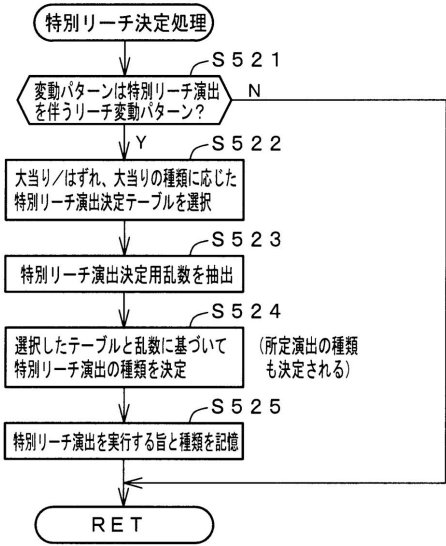 特別リーチ決定処理
S521
変動パターンは特別リーチ演出
を伴うリーチ変動パターン?
N
Y
S522
大当り/はずれ、大当りの種類に応じた
特別リーチ演出決定テーブルを選択
S523
特別リーチ演出決定用乱数を抽出
S524
選択したテーブルと乱数に基づいて
特別リーチ演出の種類を決定
(所定演出の種類
も決定される)
S525
特別リーチ演出を実行する旨と種類を記憶
RET